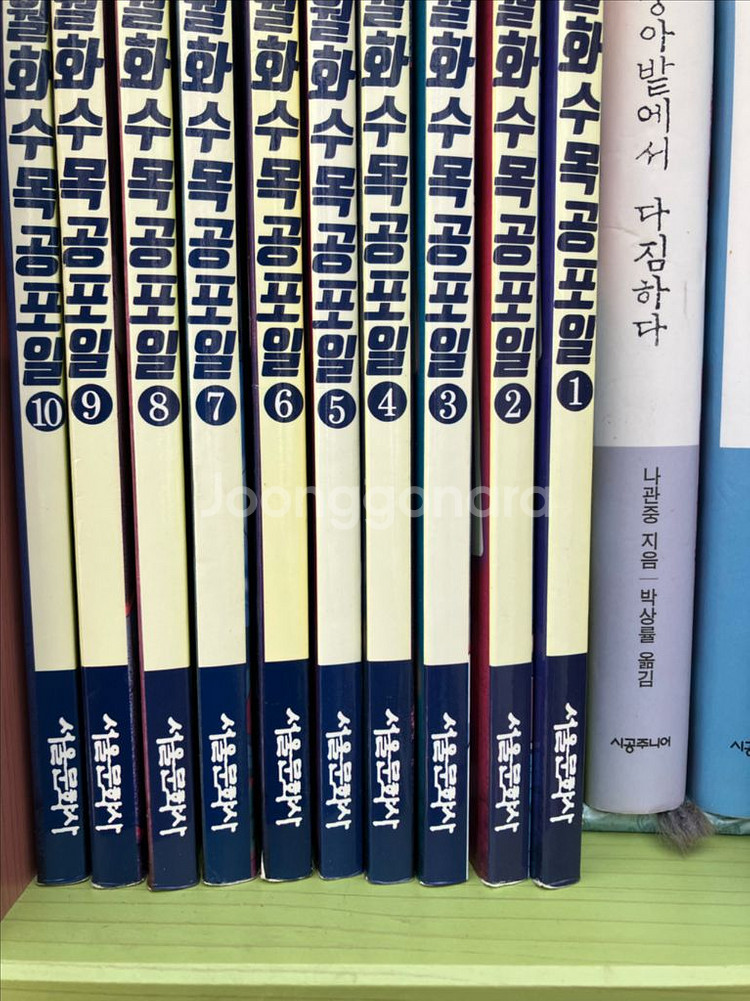 월화수목공포일 10 서울문화사
월화수목공포일 9 서울문화사
월화수목공포일 8 서울문화사
월화수목공포일 7 서울문화사
월화수목공포일 6 서울문화사
월화수목공포일 5 서울문화사
월화수목공포일 4 서울문화사
월화수목공포일 3 서울문화사
월화수목공포일 2 서울문화사
화수목공포일 1 서울문화사
아밭에서 다짐하다
나관중 지음 | 박상률 옮김
시공주니어
시공
Joonggonara